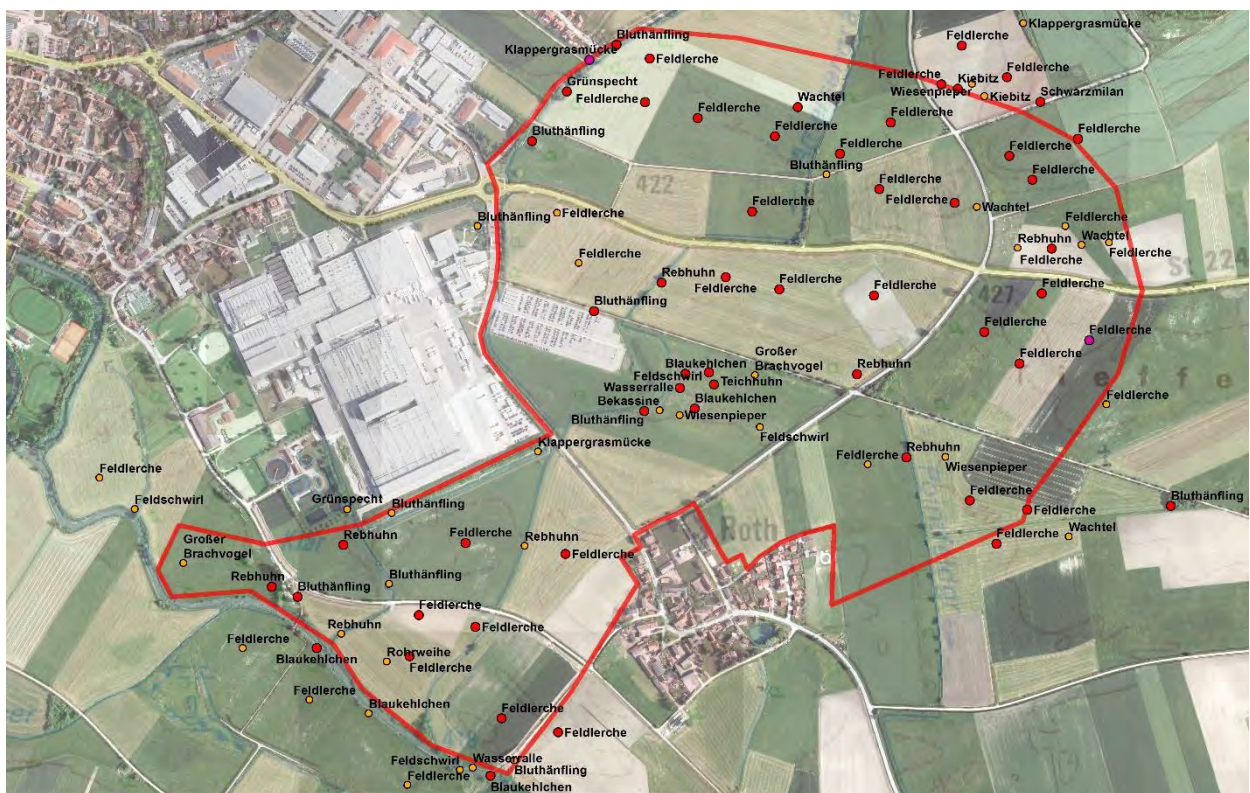 Klappergrasmücke
Bluthänfling
Feldlerche
Klappergrasmücke
Feldlerche
Feldlerche
Grünspecht
Feldlerche
Kiebitz
Wiesenpieper
Kiebitz
Schwarzmilan
Feldlerche
Wachtel
Feldlerche
Feldlerche
Feldlerche
Bluthänfling
Feldlerche
Feldlerche
Feldlerche
Bluthänfling
422
Feldlerche
Feldlerche
Feldlerche
Wachtel
Feldlerche
Feldlerche
Bluthänfling
Feldlerche
Rebhuhn
Wachtel
Feldlerche
Feldlerche
St 224
Feldlerche
Rebhuhn
Feldlerche
Feldlerche
Feldlerche
427
Feldlerche
Bluthänfling
Feldlerche
Feldlerche
Großer
Brachvogel
Blaukehlchen
Feldschwirl
Teichhuhn
Wasserralle
Rebhuhn
Feldlerche
Feldlerche
Bekassine
Blaukehlchen
Bluthänfling
Wiesenpieper
Feldschwirl
Klappergrasmücke
Feldlerche
Rebhuhn
Wiesenpieper
Feldlerche
Feldschwirl
Grünspecht
Bluthänfling
Feldlerche
Feldlerche
Bluthänfling
Roth
Wachtel
Feldlerche
Großer
Brachvogel
Rebhuhn
Feldlerche
Rebhuhn
Feldlerche
Rebhuhn
Bluthänfling
Bluthänfling
Feldlerche
Feldlerche
Rebhuhn
Feldlerche
Blaukehlchen
Rohrweihe
Feldlerche
Feldlerche
Blaukehlchen
Feldlerche
Feldlerche
Feldschwirl
Wasserralle
Feldlerche
Bluthänfling
Blaukehlchen